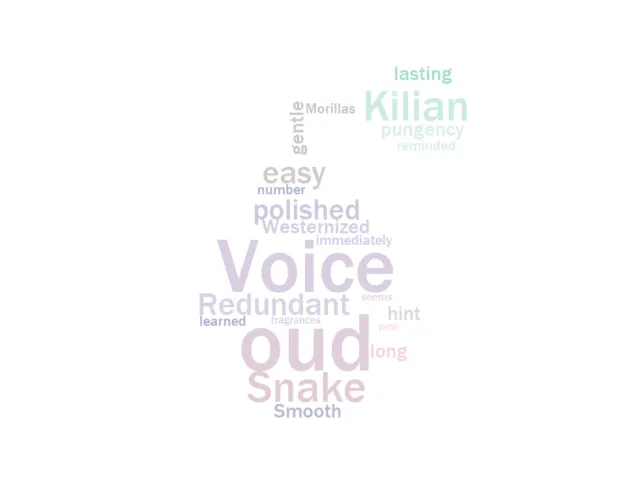 lasting
Kilian
Morillas
gentle
pungency
reminded
easy
number
polished
Westernized
immediately
Voice
seems
Redundant
hint
learned
fragrances
new
oud
long
Snake
Smooth